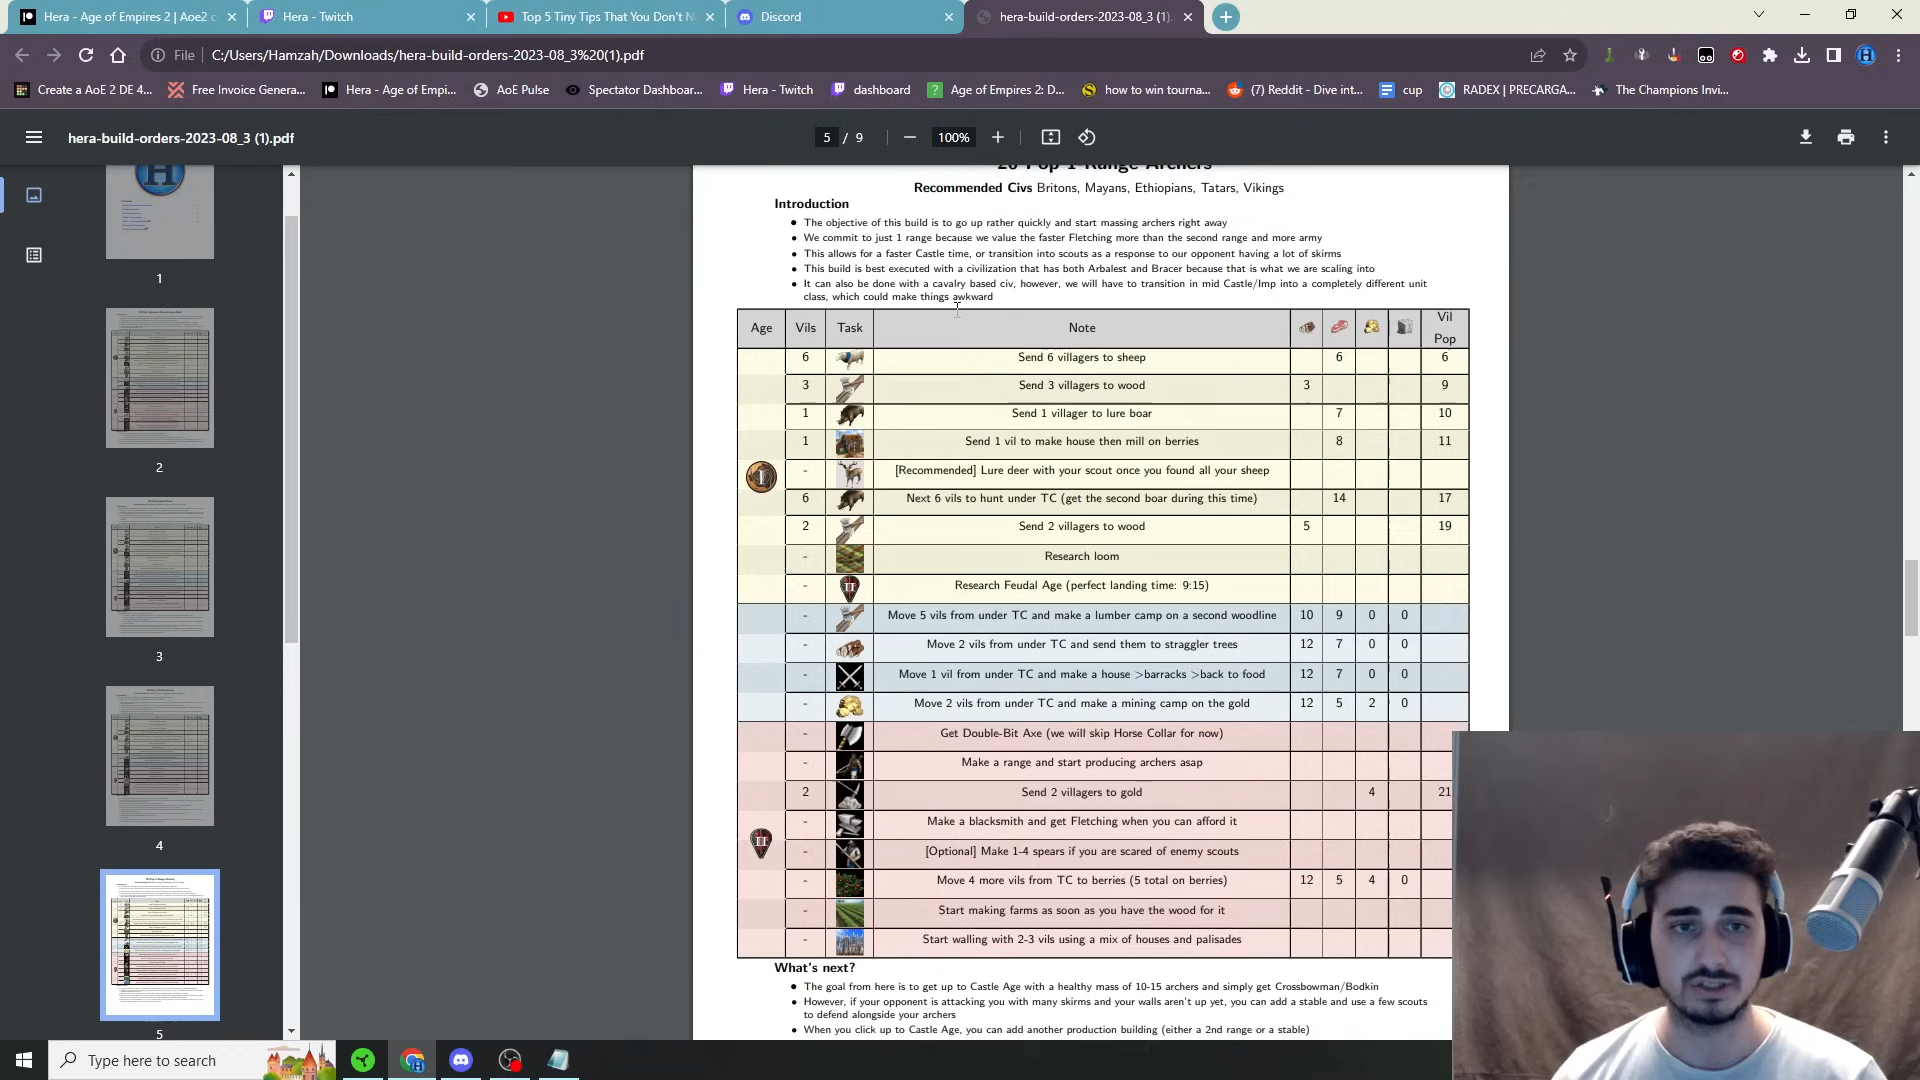 Hera - Age of Empires 2 | Aoe2 c
Hera - Twitch
Top 5 Tiny Tips That You Don't N
Discord
hera-build-orders-2023-08_3 (1).
File C:/Users/Hamzah/Downloads/hera-build-orders-2023-08_3%20(1).pdf
Create a AoE 2 DE 4...
Free Invoice Genera...
Hera - Age of Empi...
AoE Pulse
Spectator Dashboar...
Hera - Twitch
dashboard
Age of Empires 2: D...
how to win tourna...
(7) Reddit - Dive int...
cup
RADEX | PRECARGA...
The Champions Invi...
hera-build-orders-2023-08_3 (1).pdf
5 / 9
100%
1
2
3
4
5
20 Pop 1 Range Archers
Recommended Civs Britons, Mayans, Ethiopians, Tatars, Vikings
Introduction
The objective of this build is to go up rather quickly and start massing archers right away
We commit to just 1 range because we value the faster Fletching more than the second range and more army
This allows for a faster Castle time, or transition into scouts as a response to our opponent having a lot of skirms
This build is best executed with a civilization that has both Arbalest and Bracer because that is what we are scaling into
It can also be done with a cavalry based civ, however, we will have to transition in mid Castle/Imp into a completely different unit
class, which could make things awkward
Age Vils Task Note Vil
Pop
6 Send 6 villagers to sheep 6 6
3 Send 3 villagers to wood 3 9
1 Send 1 villager to lure boar 7 10
1 Send 1 vil to make house then mill on berries 8 11
I
- [Recommended] Lure deer with your scout once you found all your sheep
6 Next 6 vils to hunt under TC (get the second boar during this time) 14 17
2 Send 2 villagers to wood 5 19
- Research loom
- II Research Feudal Age (perfect landing time: 9:15)
- Move 5 vils from under TC and make a lumber camp on a second woodline 10 9 0 0
- Move 2 vils from under TC and send them to straggler trees 12 7 0 0
- Move 1 vil from under TC and make a house >barracks >back to food 12 7 0 0
- Move 2 vils from under TC and make a mining camp on the gold 12 5 2 0
- Get Double-Bit Axe (we will skip Horse Collar for now)
- Make a range and start producing archers asap
2 Send 2 villagers to gold 4 21
- Make a blacksmith and get Fletching when you can afford it
II
- [Optional] Make 1-4 spears if you are scared of enemy scouts
- Move 4 more vils from TC to berries (5 total on berries) 12 5 4 0
- Start making farms as soon as you have the wood for it
- Start walling with 2-3 vils using a mix of houses and palisades
What's next?
The goal from here is to get up to Castle Age with a healthy mass of 10-15 archers and simply get Crossbowman/Bodkin
However, if your opponent is attacking you with many skirms and your walls aren't up yet, you can add a stable and use a few scouts
to defend alongside your archers
When you click up to Castle Age, you can add another production building (either a 2nd range or a stable)
Type here to search